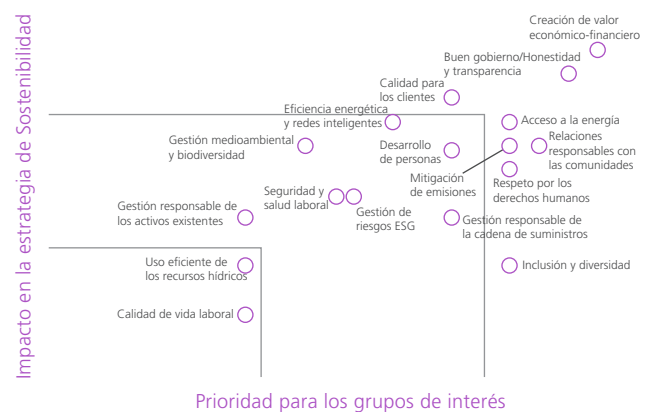 Impacto en la estrategia de Sostenibilidad
Creación de valor
económico-financiero
Buen gobierno/Honestidad
y transparencia
Calidad para
los clientes
Eficiencia energética
y redes inteligentes
Acceso a la energía
Gestión medioambiental
y biodiversidad
Desarrollo
de personas
Relaciones
responsables con
las comunidades
Mitigación
de emisiones
Respeto por los
derechos humanos
Seguridad y
salud laboral
Gestión responsable de
los activos existentes
Gestión de
riesgos ESG
Gestión responsable de
la cadena de suministros
Uso eficiente de
los recursos hídricos
Inclusión y diversidad
Calidad de vida laboral
Prioridad para los grupos de interés